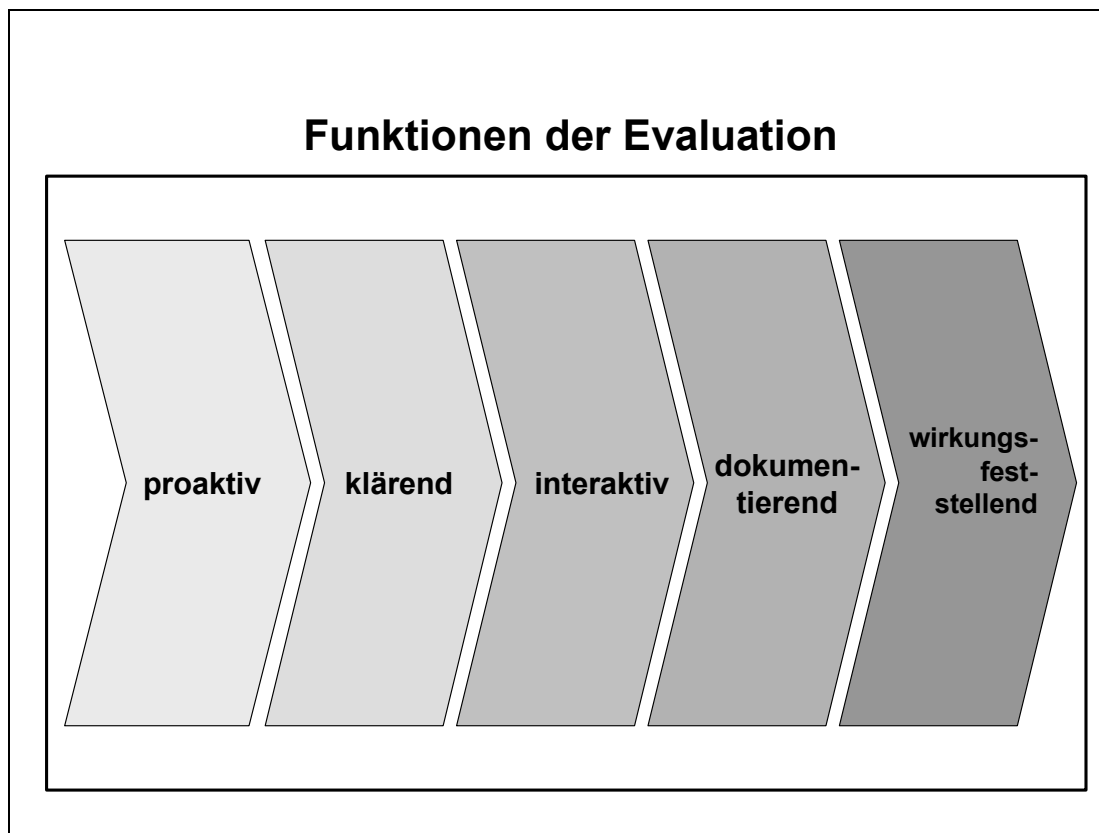 Funktionen der Evaluation
proaktiv
klärend
interaktiv
dokumen-
tierend
wirkungs-
fest-
stellend